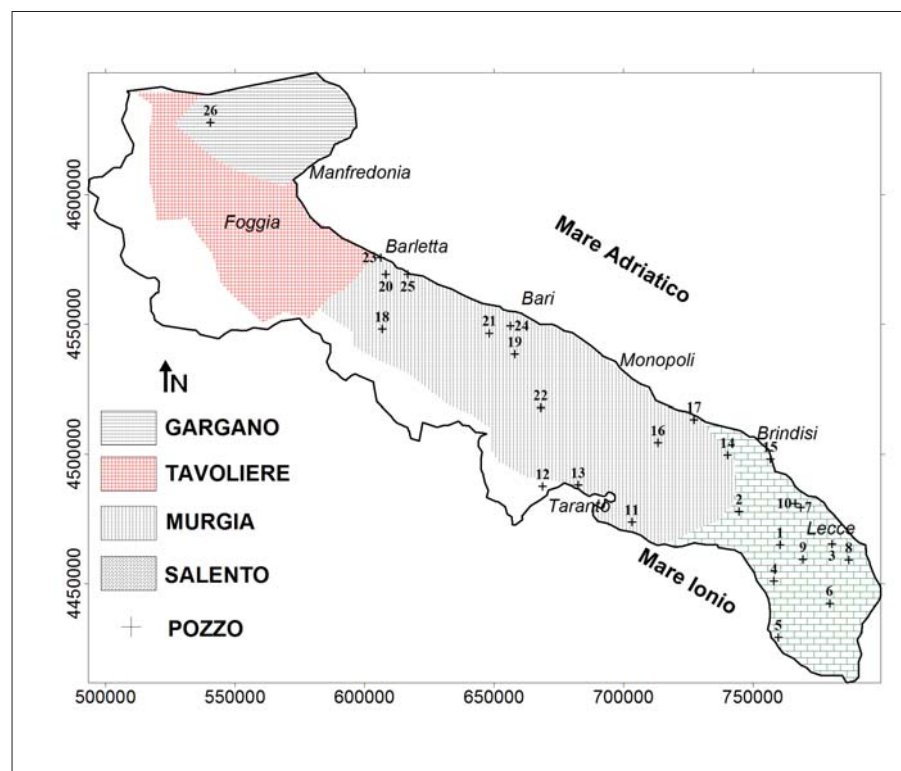 26
Manfredonia
4600000
Foggia
Mare Adriatico
23
Barletta
20
25
18
21
Bari
24
19
4550000
Monopoli
N
22
17
GARGANO
16
14
Brindisi
15
4500000
TAVOLIERE
12
13
Taranto
2
10
7
11
Lecce
MURGIA
1
9
3
8
Mare Ionio
SALENTO
4
4450000
6
POZZO
5
500000 550000 600000 650000 700000 750000